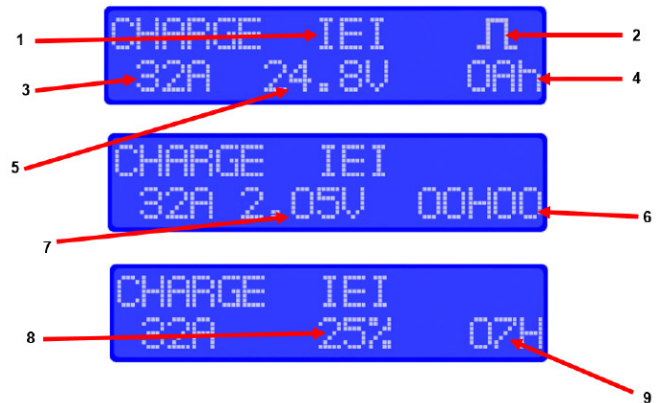 1 CHARGE IEI 2
3 32A 24.8V 0Ah 4
5
CHARGE IEI
32A 2.05V 00H00
7 6
CHARGE IEI
8 32A 25% 07H
9